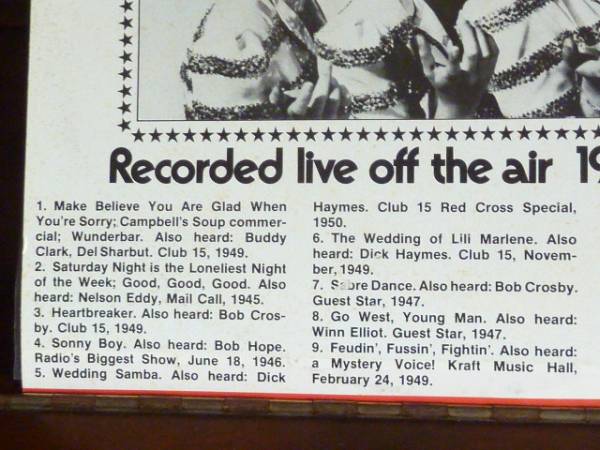 Recorded live off the air 19
1. Make Believe You Are Glad When
You're Sorry; Campbell's Soup commer-
cial; Wunderbar. Also heard: Buddy
Clark, Del Sharbut. Club 15, 1949.
2. Saturday Night is the Loneliest Night
of the Week; Good, Good, Good. Also
heard: Nelson Eddy, Mail Call, 1945.
3. Heartbreaker. Also heard: Bob Cros-
by. Club 15, 1949.
4. Sonny Boy. Also heard: Bob Hope.
Radio's Biggest Show, June 18, 1946.
5. Wedding Samba. Also heard: Dick
Haymes. Club 15 Red Cross Special,
1950.
6. The Wedding of Lili Marlene. Also
heard: Dick Haymes. Club 15, Novem-
ber, 1949.
7. Sabre Dance. Also heard: Bob Crosby.
Guest Star, 1947.
8. Go West, Young Man. Also heard:
Winn Elliot. Guest Star, 1947.
9. Feudin', Fussin', Fightin'. Also heard:
a Mystery Voice! Kraft Music Hall,
February 24, 1949.